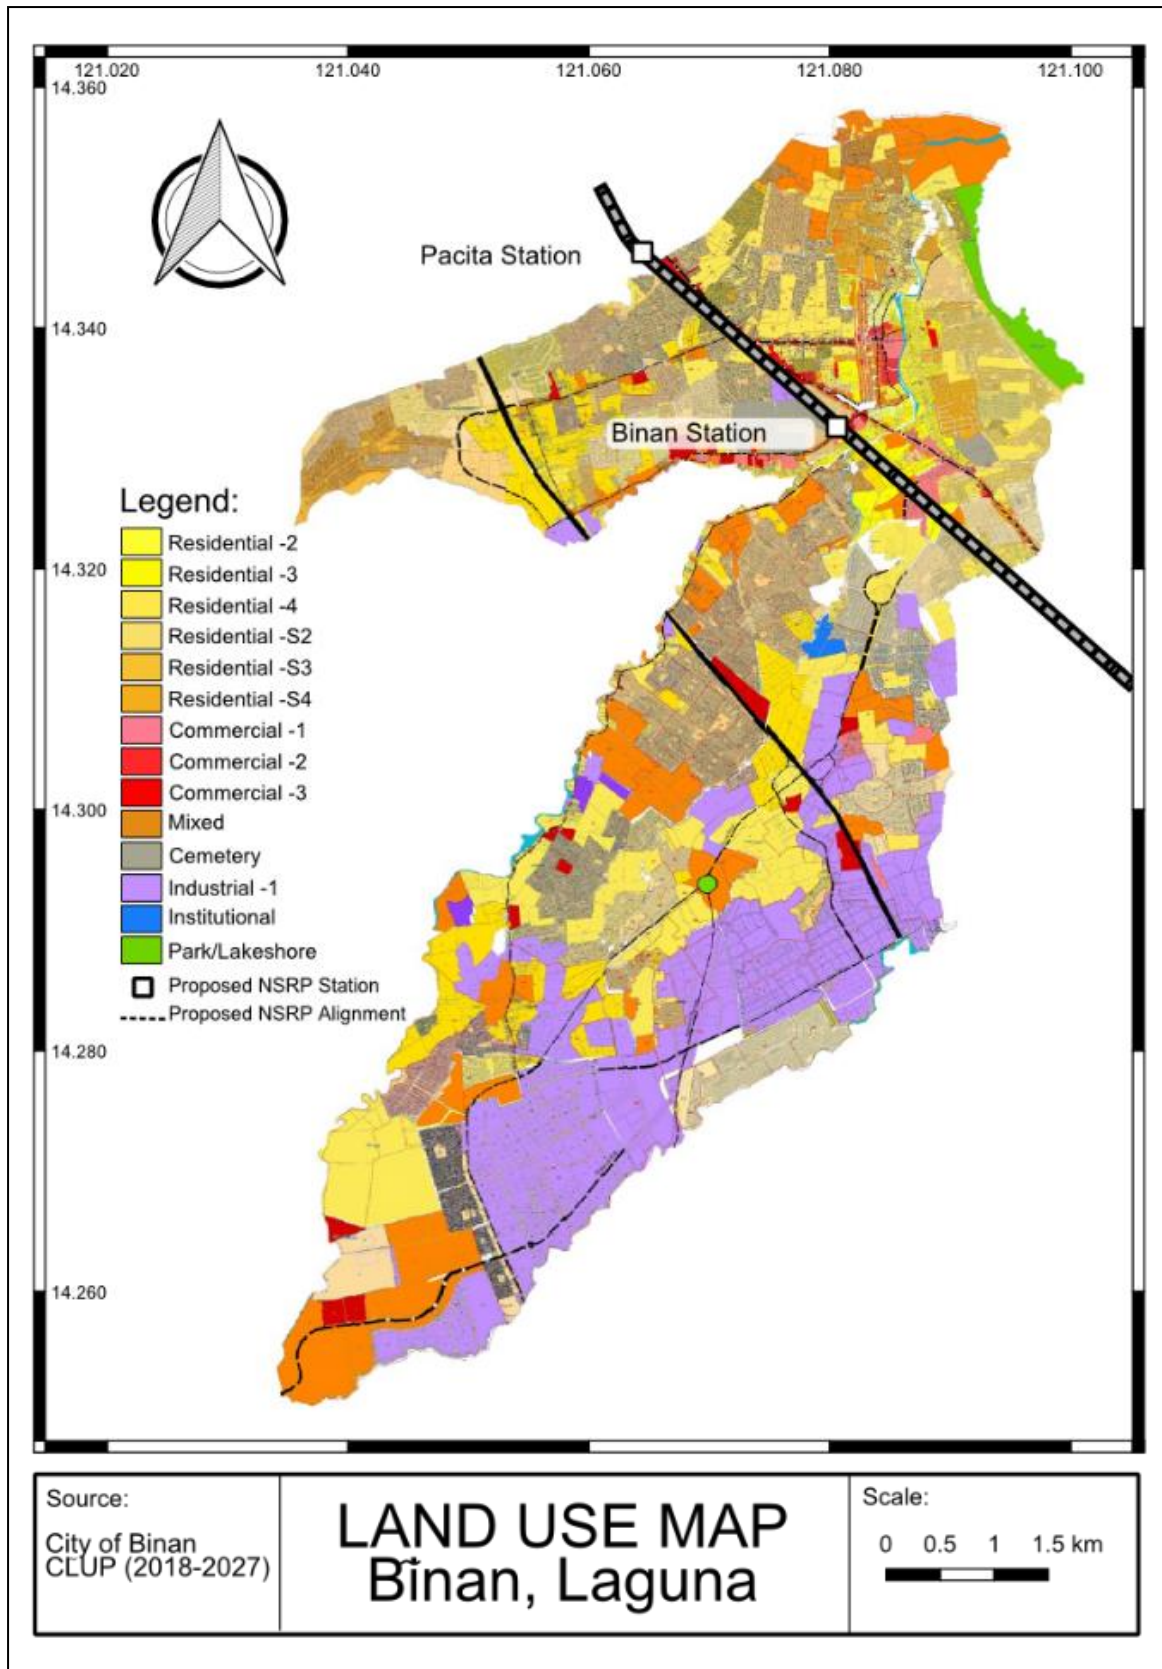 121.020 121.040 121.060 121.080 121.100
14.360
Pacita Station
14.340
Binan Station
Legend:
Residential -2
Residential -3
14.320
Residential -4
Residential -S2
Residential -S3
Residential -S4
Commercial -1
Commercial -2
Commercial -3
14.300
Mixed
Cemetery
Industrial -1
Institutional
Park/Lakeshore
Proposed NSRP Station
Proposed NSRP Alignment
14.280
14.260
Source:
City of Binan
CLUP (2018-2027)
LAND USE MAP
Biñan, Laguna
Scale:
0 0.5 1 1.5 km